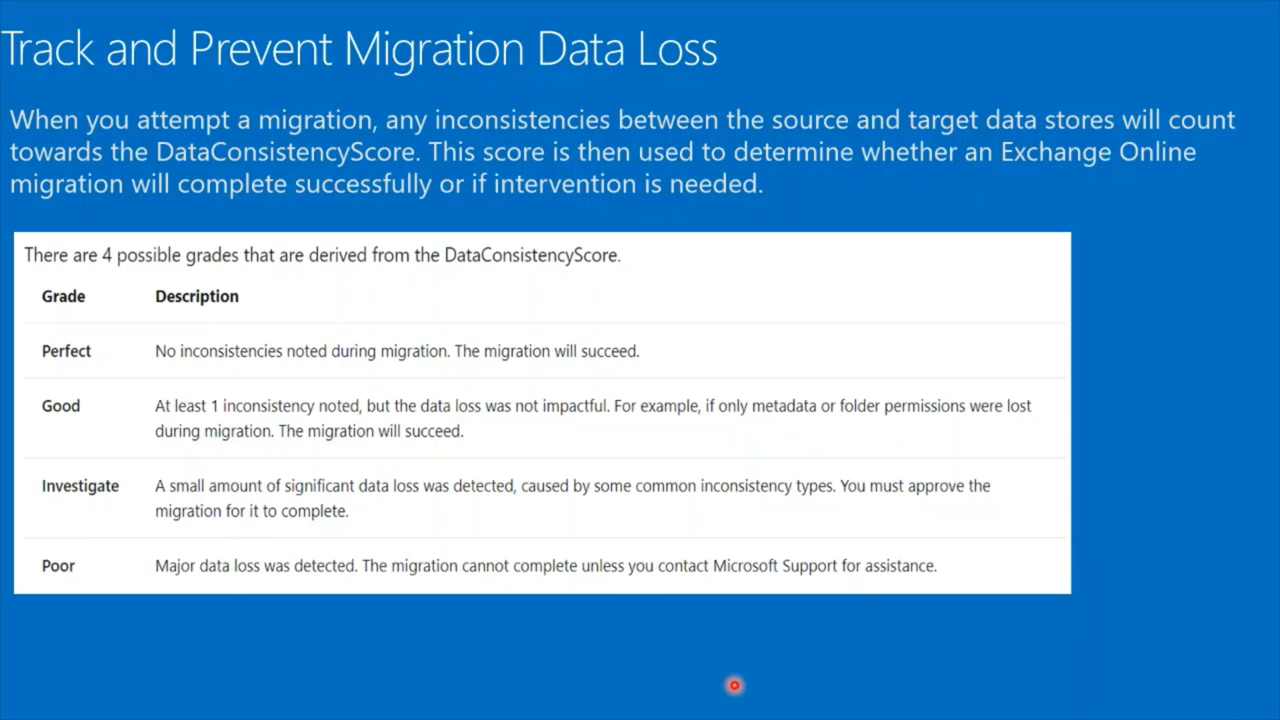 Track and Prevent Migration Data Loss
When you attempt a migration, any inconsistencies between the source and target data stores will count
towards the DataConsistencyScore. This score is then used to determine whether an Exchange Online
migration will complete successfully or if intervention is needed.
There are 4 possible grades that are derived from the DataConsistencyScore.
Grade Description
Perfect No inconsistencies noted during migration. The migration will succeed.
Good At least 1 inconsistency noted, but the data loss was not impactful. For example, if only metadata or folder permissions were lost
during migration. The migration will succeed.
Investigate A small amount of significant data loss was detected, caused by some common inconsistency types. You must approve the
migration for it to complete.
Poor Major data loss was detected. The migration cannot complete unless you contact Microsoft Support for assistance.